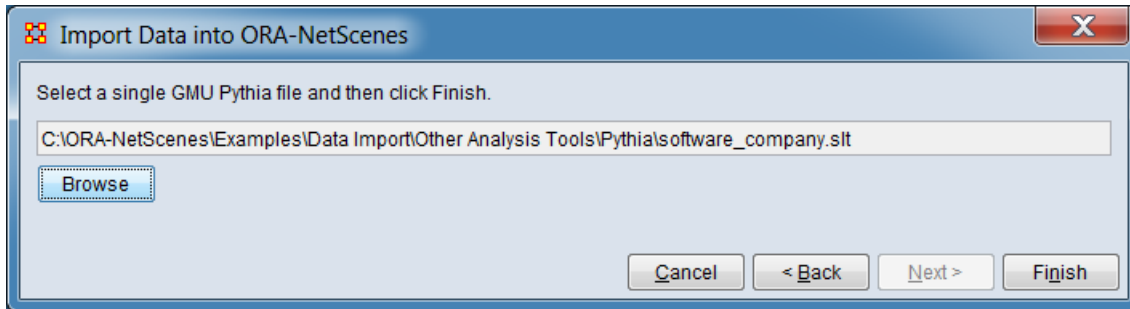 Import Data into ORA-NetScenes
X
Select a single GMU Pythia file and then click Finish.
C:\ORA-NetScenes\Examples\Data Import\Other Analysis Tools\Pythia\software_company.slt
Browse
Cancel
< Back
Next >
Finish